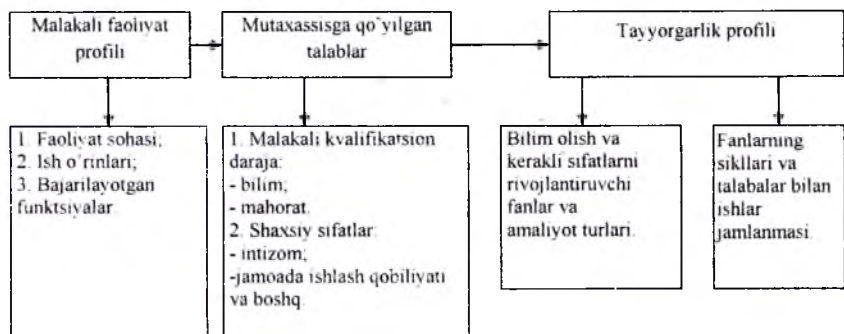 Malakali faoliyat
profili
Mutaxassisga qo`yilgan
talablar
Tayyorgarlik profili
1. Faoliyat sohasi;
2. Ish o`rinlari;
3. Bajarilayotgan
funktsiyalar
1. Malakali kvalifikatsion
daraja:
- bilim;
- mahorat.
2. Shaxsiy sifatlar
- intizom;
-jamoada ishlash qobiliyati
va boshq.
Bilim olish va
kerakli sifatlarni
rivojlantiruvchi
fanlar va
amaliyot turlari.
Fanlarning
sikllari va
talabalar bilan
ishlar
jamlanmasi.